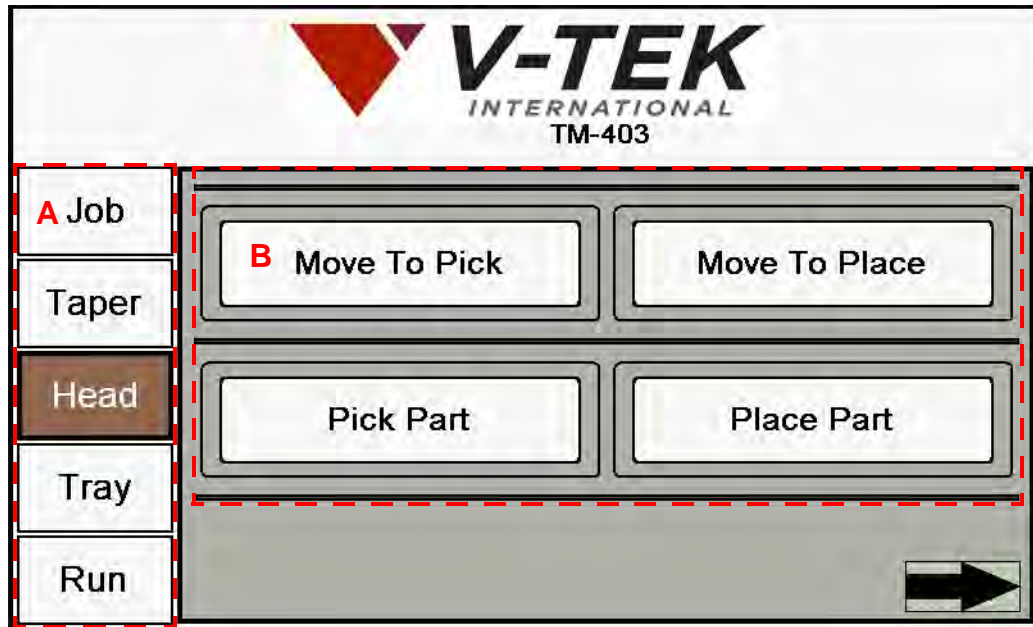 V-TEK
INTERNATIONAL
TM-403
A Job
Taper
Head
Tray
Run
B Move To Pick
Move To Place
Pick Part
Place Part